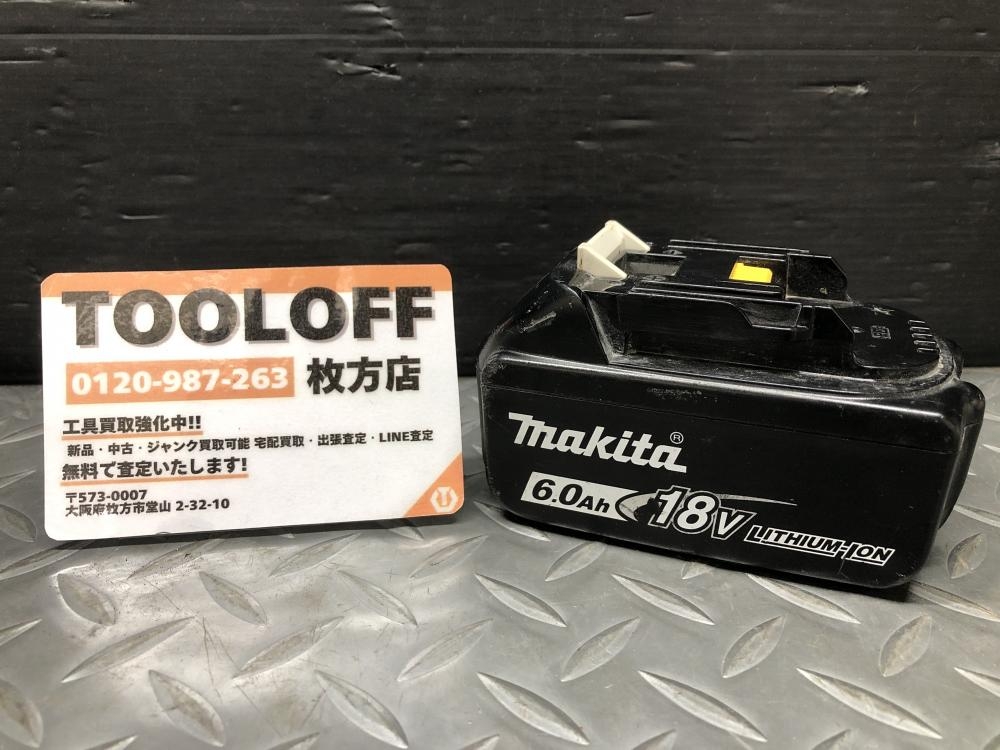 TOOLOFF
0120-987-263 枚方店
工具買取強化中!!
新品・中古・ジャンク買取可能 宅配買取・出張査定・LINE査定
無料で査定いたします!
〒573-0007
大阪府枚方市堂山 2-32-10
makita®
6.0Ah 18V LITHIUM-ION